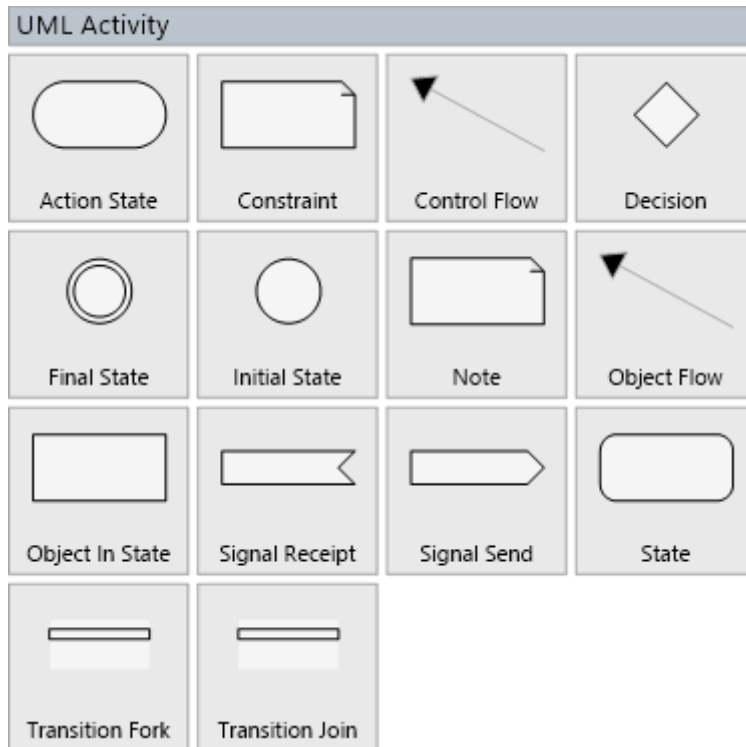 UML Activity
Action State
Constraint
Control Flow
Decision
Final State
Initial State
Note
Object Flow
Object In State
Signal Receipt
Signal Send
State
Transition Fork
Transition Join